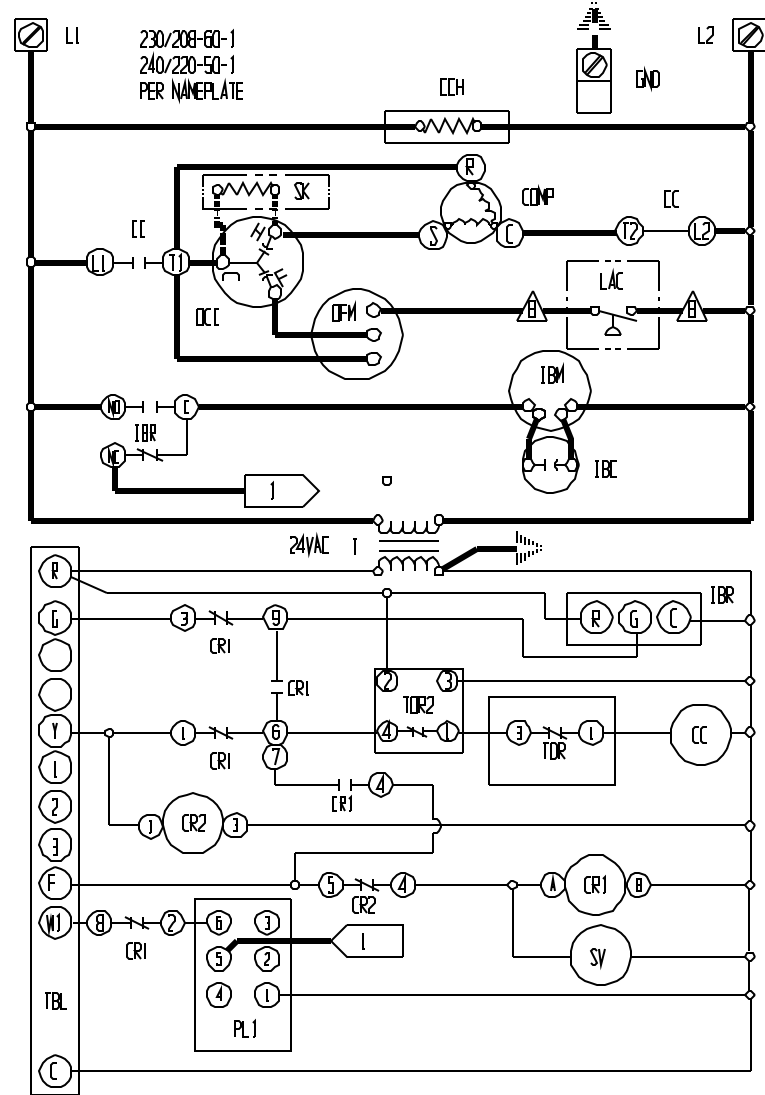 L1 230/208-60-1 L2
240/220-50-1
PER NAMEPLATE GND
CCH
R
SK COMP CC
CC H S C T2 L2
L1 T1 C
F LAC
DCC OFM B B
IBM
NO C
IBR
NC IBC
1
24VAC T
R IBR
G 3 9 R G C
CR1
CR1 2 3
TDR2
Y 1 6 4 1 3 1 CC
CR1 7 TDR
1
CR1 4
2 1 CR2 3
3
F 5 4 A CR1 B
CR2
W1 8 2 6 3
CR1 1
5 2 SV
TBL 4 1
PL1
C